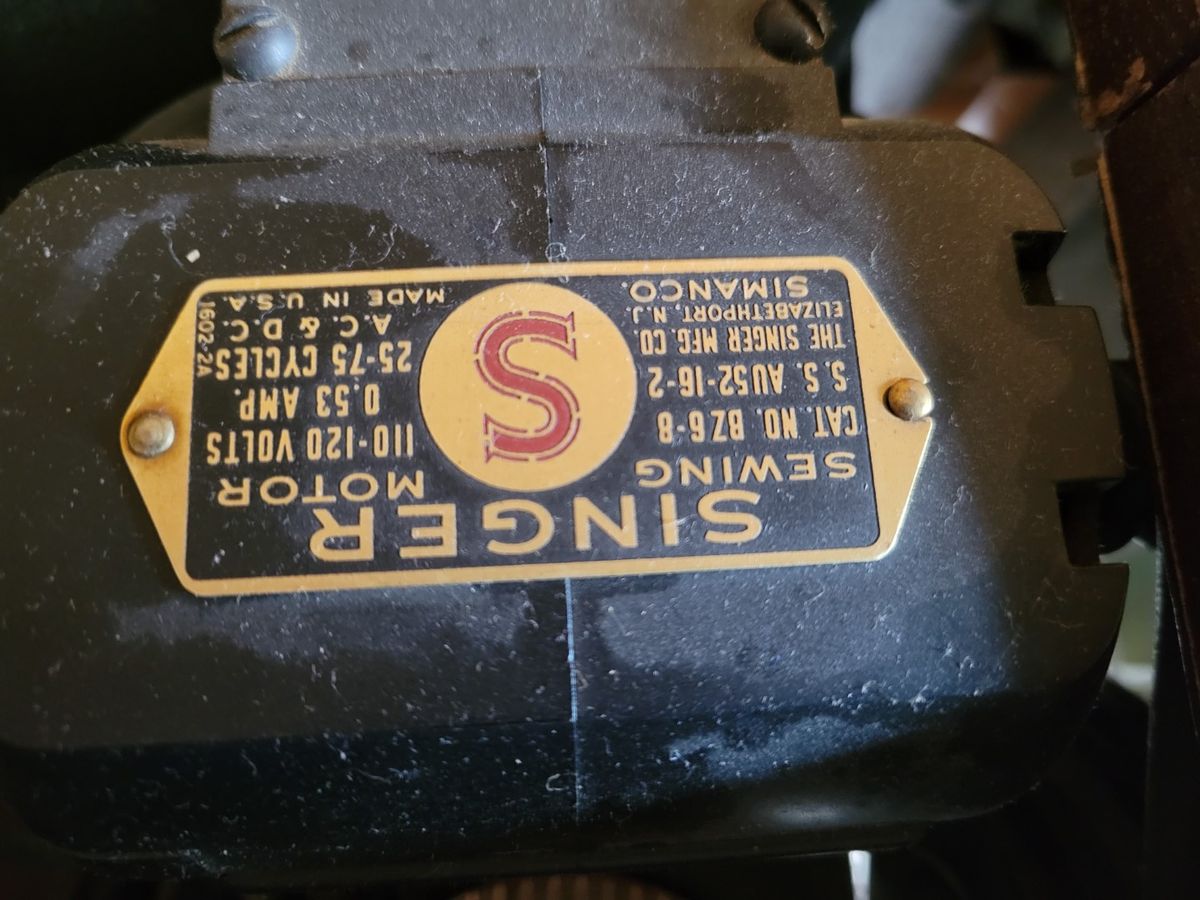 SINGER
SEWING MOTOR
CAT. NO. BZ6-8
S.S. AU52-16-2
THE SINGER MFG. CO.
ELIZABETHPORT, N.J.
SIMANCO.
S
110-120 VOLTS
0.53 AMP.
25-75 CYCLES
A.C. & D.C.
MADE IN U.S.A.
1602-2A